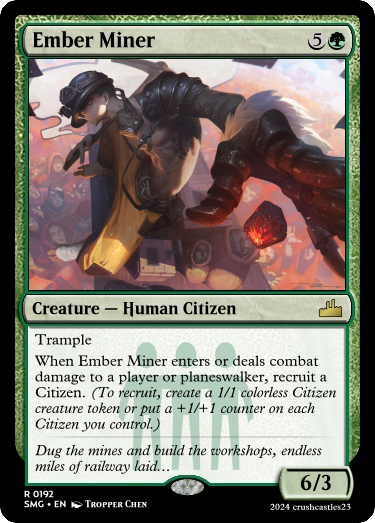 Ember Miner 5
Creature — Human Citizen
Trample
When Ember Miner enters or deals combat
damage to a player or planeswalker, recruit a
Citizen. (To recruit, create a 1/1 colorless Citizen
creature token or put a +1/+1 counter on each
Citizen you control.)
Dug the mines and build the workshops, endless
miles of railway laid…
6/3
R 0192
SMG • EN Tropper Chen
2024 crushcastles23